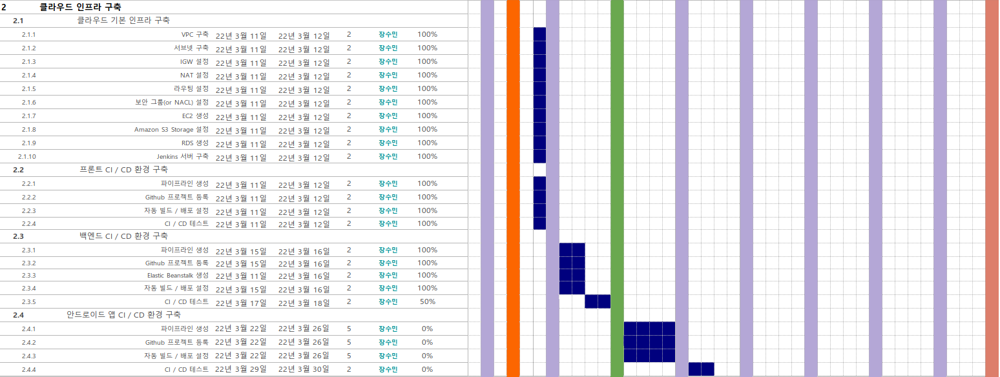 2 클라우드 인프라 구축
2.1 클라우드 기본 인프라 구축
2.1.1 VPC 구축 22년 3월 11일 22년 3월 12일 2 장수민 100%
2.1.2 서브넷 구축 22년 3월 11일 22년 3월 12일 2 장수민 100%
2.1.3 IGW 설정 22년 3월 11일 22년 3월 12일 2 장수민 100%
2.1.4 NAT 설정 22년 3월 11일 22년 3월 12일 2 장수민 100%
2.1.5 라우팅 설정 22년 3월 11일 22년 3월 12일 2 장수민 100%
2.1.6 보안 그룹(or NACL) 설정 22년 3월 11일 22년 3월 12일 2 장수민 100%
2.1.7 EC2 생성 22년 3월 11일 22년 3월 12일 2 장수민 100%
2.1.8 Amazon S3 Storage 설정 22년 3월 11일 22년 3월 12일 2 장수민 100%
2.1.9 RDS 생성 22년 3월 11일 22년 3월 12일 2 장수민 100%
2.1.10 Jenkins 서버 구축 22년 3월 11일 22년 3월 12일 2 장수민 100%
2.2 프론트 CI / CD 환경 구축
2.2.1 파이프라인 생성 22년 3월 11일 22년 3월 12일 2 장수민 100%
2.2.2 Github 프로젝트 등록 22년 3월 11일 22년 3월 12일 2 장수민 100%
2.2.3 자동 빌드 / 배포 설정 22년 3월 11일 22년 3월 12일 2 장수민 100%
2.2.4 CI / CD 테스트 22년 3월 11일 22년 3월 12일 2 장수민 100%
2.3 백엔드 CI / CD 환경 구축
2.3.1 파이프라인 생성 22년 3월 15일 22년 3월 16일 2 장수민 100%
2.3.2 Github 프로젝트 등록 22년 3월 15일 22년 3월 16일 2 장수민 100%
2.3.3 Elastic Beanstalk 생성 22년 3월 11일 22년 3월 16일 2 장수민 100%
2.3.4 자동 빌드 / 배포 설정 22년 3월 15일 22년 3월 16일 2 장수민 100%
2.3.5 CI / CD 테스트 22년 3월 17일 22년 3월 18일 2 장수민 50%
2.4 안드로이드 앱 CI / CD 환경 구축
2.4.1 파이프라인 생성 22년 3월 22일 22년 3월 26일 5 장수민 0%
2.4.2 Github 프로젝트 등록 22년 3월 22일 22년 3월 26일 5 장수민 0%
2.4.3 자동 빌드 / 배포 설정 22년 3월 22일 22년 3월 26일 5 장수민 0%
2.4.4 CI / CD 테스트 22년 3월 29일 22년 3월 30일 2 장수민 0%